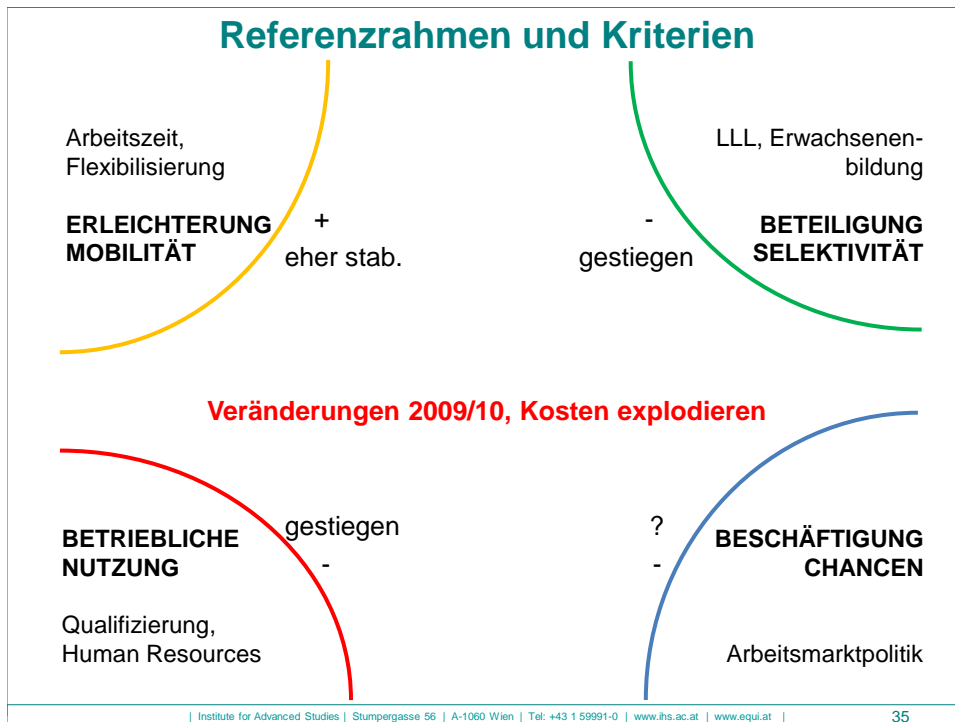 Referenzrahmen und Kriterien
Arbeitszeit,
Flexibilisierung
ERLEICHTERUNG +
MOBILITÄT eher stab.
LLL, Erwachsenen-
bildung
- BETEILIGUNG
gestiegen SELEKTIVITÄT
Veränderungen 2009/10, Kosten explodieren
BETRIEBLICHE gestiegen
NUTZUNG -
Qualifizierung,
Human Resources
? BESCHÄFTIGUNG
- CHANCEN
Arbeitsmarktpolitik
| Institute for Advanced Studies | Stumpergasse 56 | A-1060 Wien | Tel: +43 1 59991-0 | www.ihs.ac.at | www.equi.at | 35